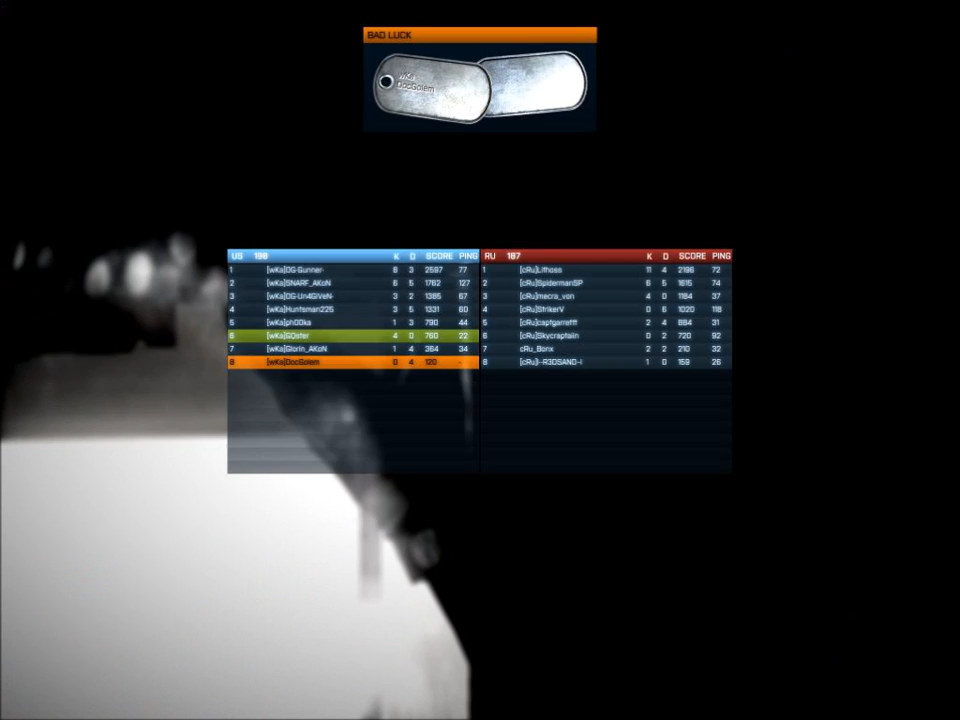 BAD LUCK
wKa
DocGolem
US 198 K D SCORE PING
1 [wKa]OG-Gunner- 8 3 2597 77
2 [wKa]SNARF_AKoN 6 5 1762 127
3 [wKa]OG-Un4GiVeN- 3 2 1385 67
4 [wKa]Huntsman225 3 5 1331 60
5 [wKa]ph00ka 1 3 790 44
6 [wKa]GQster 4 0 760 22
7 [wKa]Glorin_AKoN 1 4 364 34
8 [wKa]DocGolem 0 4 120 -
RU 187 K D SCORE PING
1 [cRu]Lithoss 11 4 2196 72
2 [cRu]SpidermanSP 6 5 1615 74
3 [cRu]mecra_von 4 0 1184 37
4 [cRu]StrikerV 0 6 1020 118
5 [cRu]captgarrettt 2 4 884 31
6 [cRu]Skycraptain 0 2 720 92
7 cRu_Bonx 2 2 210 32
8 [cRu]I-R3DSAND-I 1 0 159 26